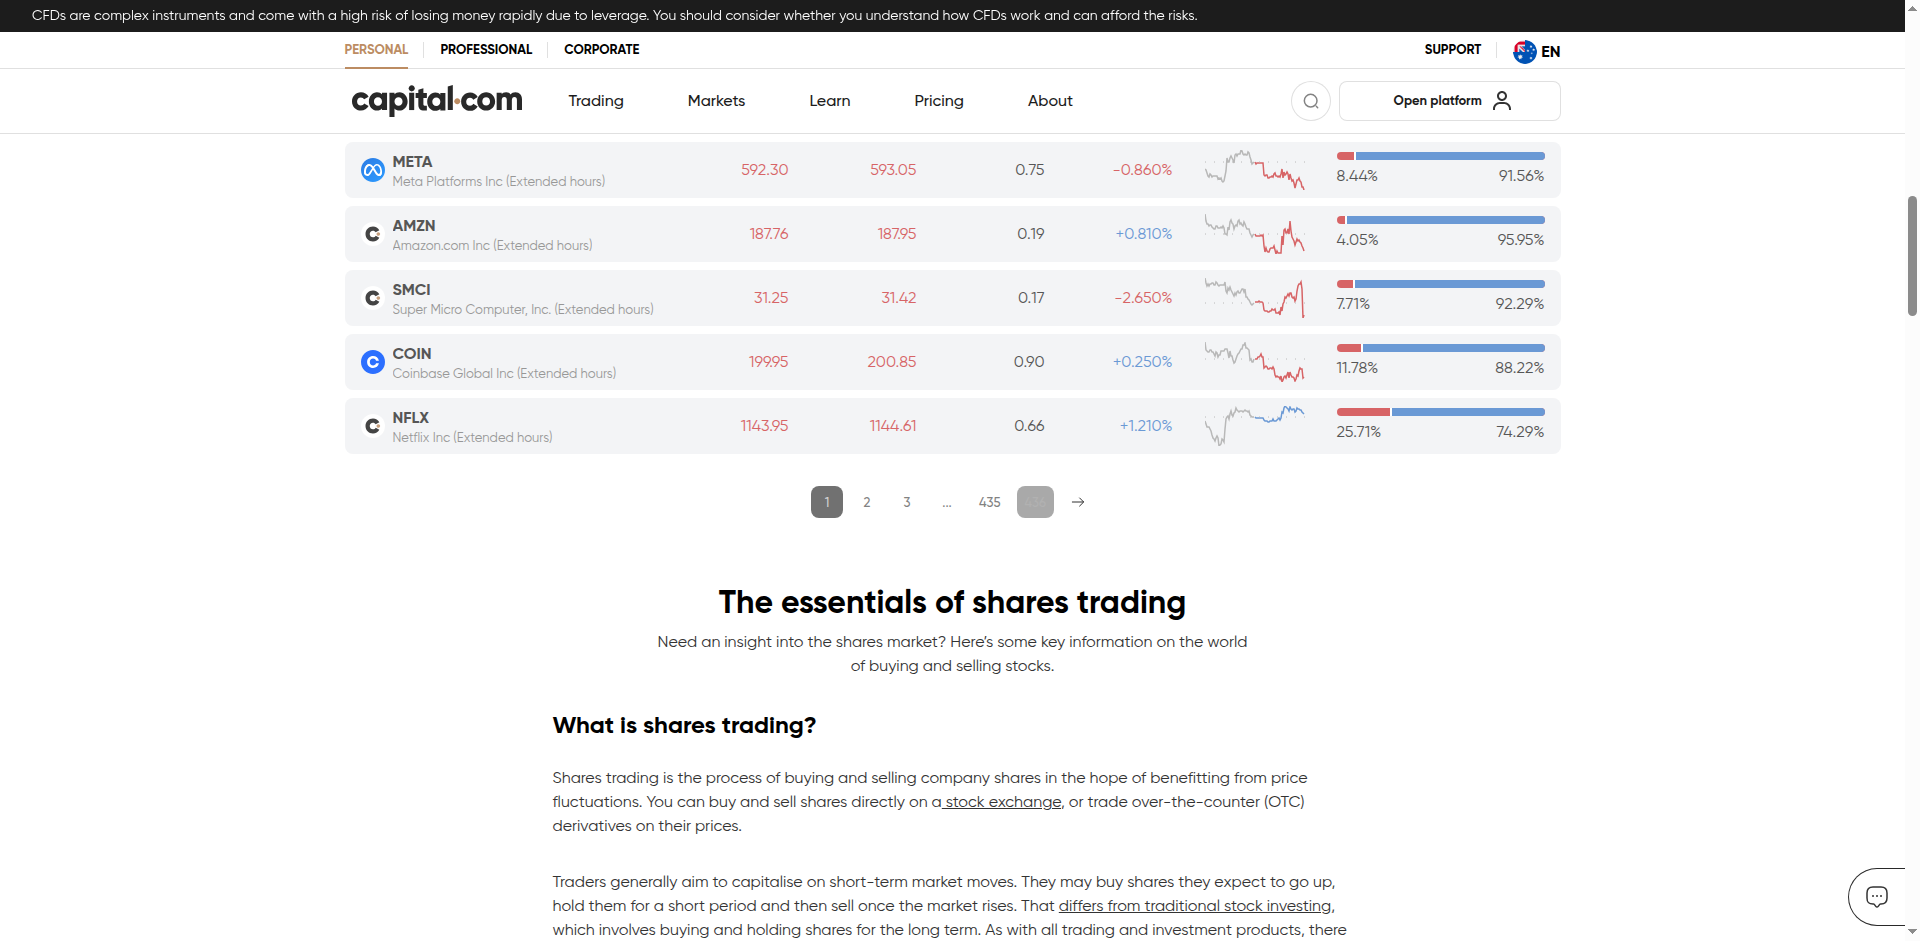 CFDs are complex instruments and come with a high risk of losing money rapidly due to leverage. You should consider whether you understand how CFDs work and can afford the risks.
PERSONAL PROFESSIONAL CORPORATE SUPPORT EN
capital.com Trading Markets Learn Pricing About Open platform
META 592.30 593.05 0.75 -0.860% 8.44% 91.56%
Meta Platforms Inc (Extended hours)
AMZN 187.76 187.95 0.19 +0.810% 4.05% 95.95%
Amazon.com Inc (Extended hours)
SMCI 31.25 31.42 0.17 -2.650% 7.71% 92.29%
Super Micro Computer, Inc. (Extended hours)
COIN 199.95 200.85 0.90 +0.250% 11.78% 88.22%
Coinbase Global Inc (Extended hours)
NFLX 1143.95 1144.61 0.66 +1.210% 25.71% 74.29%
Netflix Inc (Extended hours)
1 2 3 ... 435
The essentials of shares trading
Need an insight into the shares market? Here's some key information on the world
of buying and selling stocks.
What is shares trading?
Shares trading is the process of buying and selling company shares in the hope of benefitting from price
fluctuations. You can buy and sell shares directly on a stock exchange, or trade over-the-counter (OTC)
derivatives on their prices.
Traders generally aim to capitalise on short-term market moves. They may buy shares they expect to go up,
hold them for a short period and then sell once the market rises. That differs from traditional stock investing,
which involves buying and holding shares for the long term. As with all trading and investment products, there